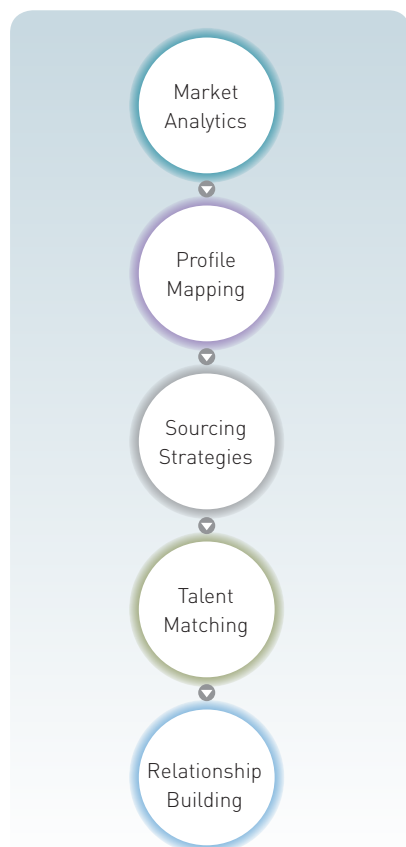 Market
Analytics
Profile
Mapping
Sourcing
Strategies
Talent
Matching
Relationship
Building